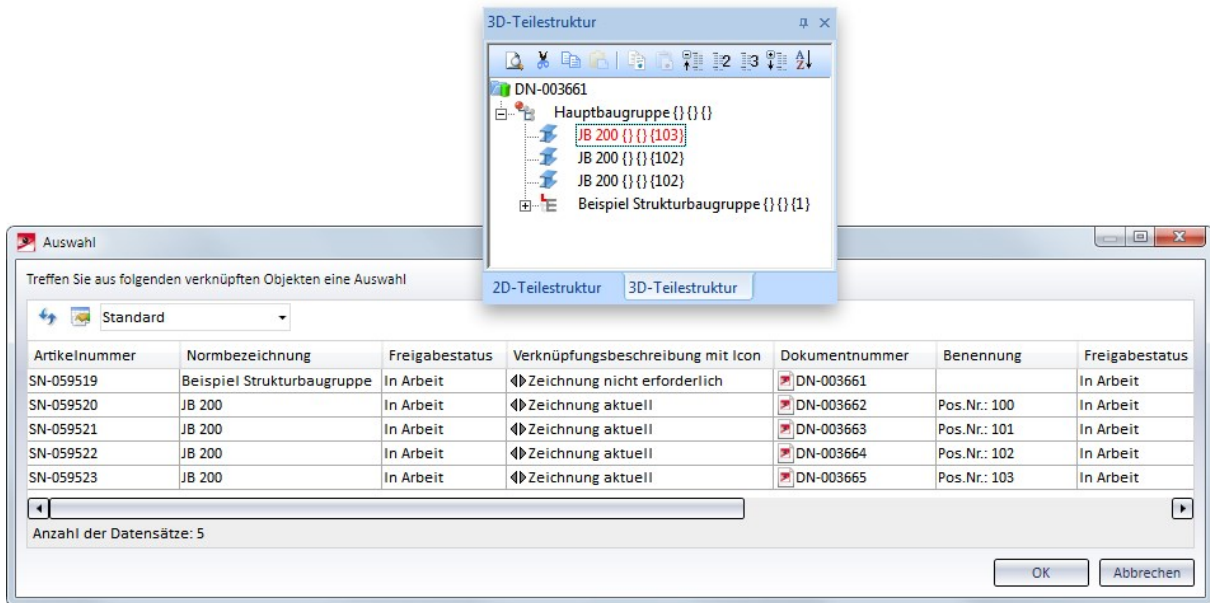 3D-Teilestruktur
2 3 A Z
DN-003661
Hauptbaugruppe {} {} {}
JB 200 {} {} {103}
JB 200 {} {} {102}
JB 200 {} {} {102}
Beispiel Strukturbaugruppe {} {} {1}
2D-Teilestruktur 3D-Teilestruktur
Auswahl
Treffen Sie aus folgenden verknüpften Objekten eine Auswahl
Standard
Artikelnummer Normbezeichnung Freigabestatus Verknüpfungsbeschreibung mit Icon Dokumentnummer Benennung Freigabestatus
SN-059519 Beispiel Strukturbaugruppe In Arbeit Zeichnung nicht erforderlich DN-003661 In Arbeit
SN-059520 JB 200 In Arbeit Zeichnung aktuell DN-003662 Pos.Nr.: 100 In Arbeit
SN-059521 JB 200 In Arbeit Zeichnung aktuell DN-003663 Pos.Nr.: 101 In Arbeit
SN-059522 JB 200 In Arbeit Zeichnung aktuell DN-003664 Pos.Nr.: 102 In Arbeit
SN-059523 JB 200 In Arbeit Zeichnung aktuell DN-003665 Pos.Nr.: 103 In Arbeit
Anzahl der Datensätze: 5
OK Abbrechen